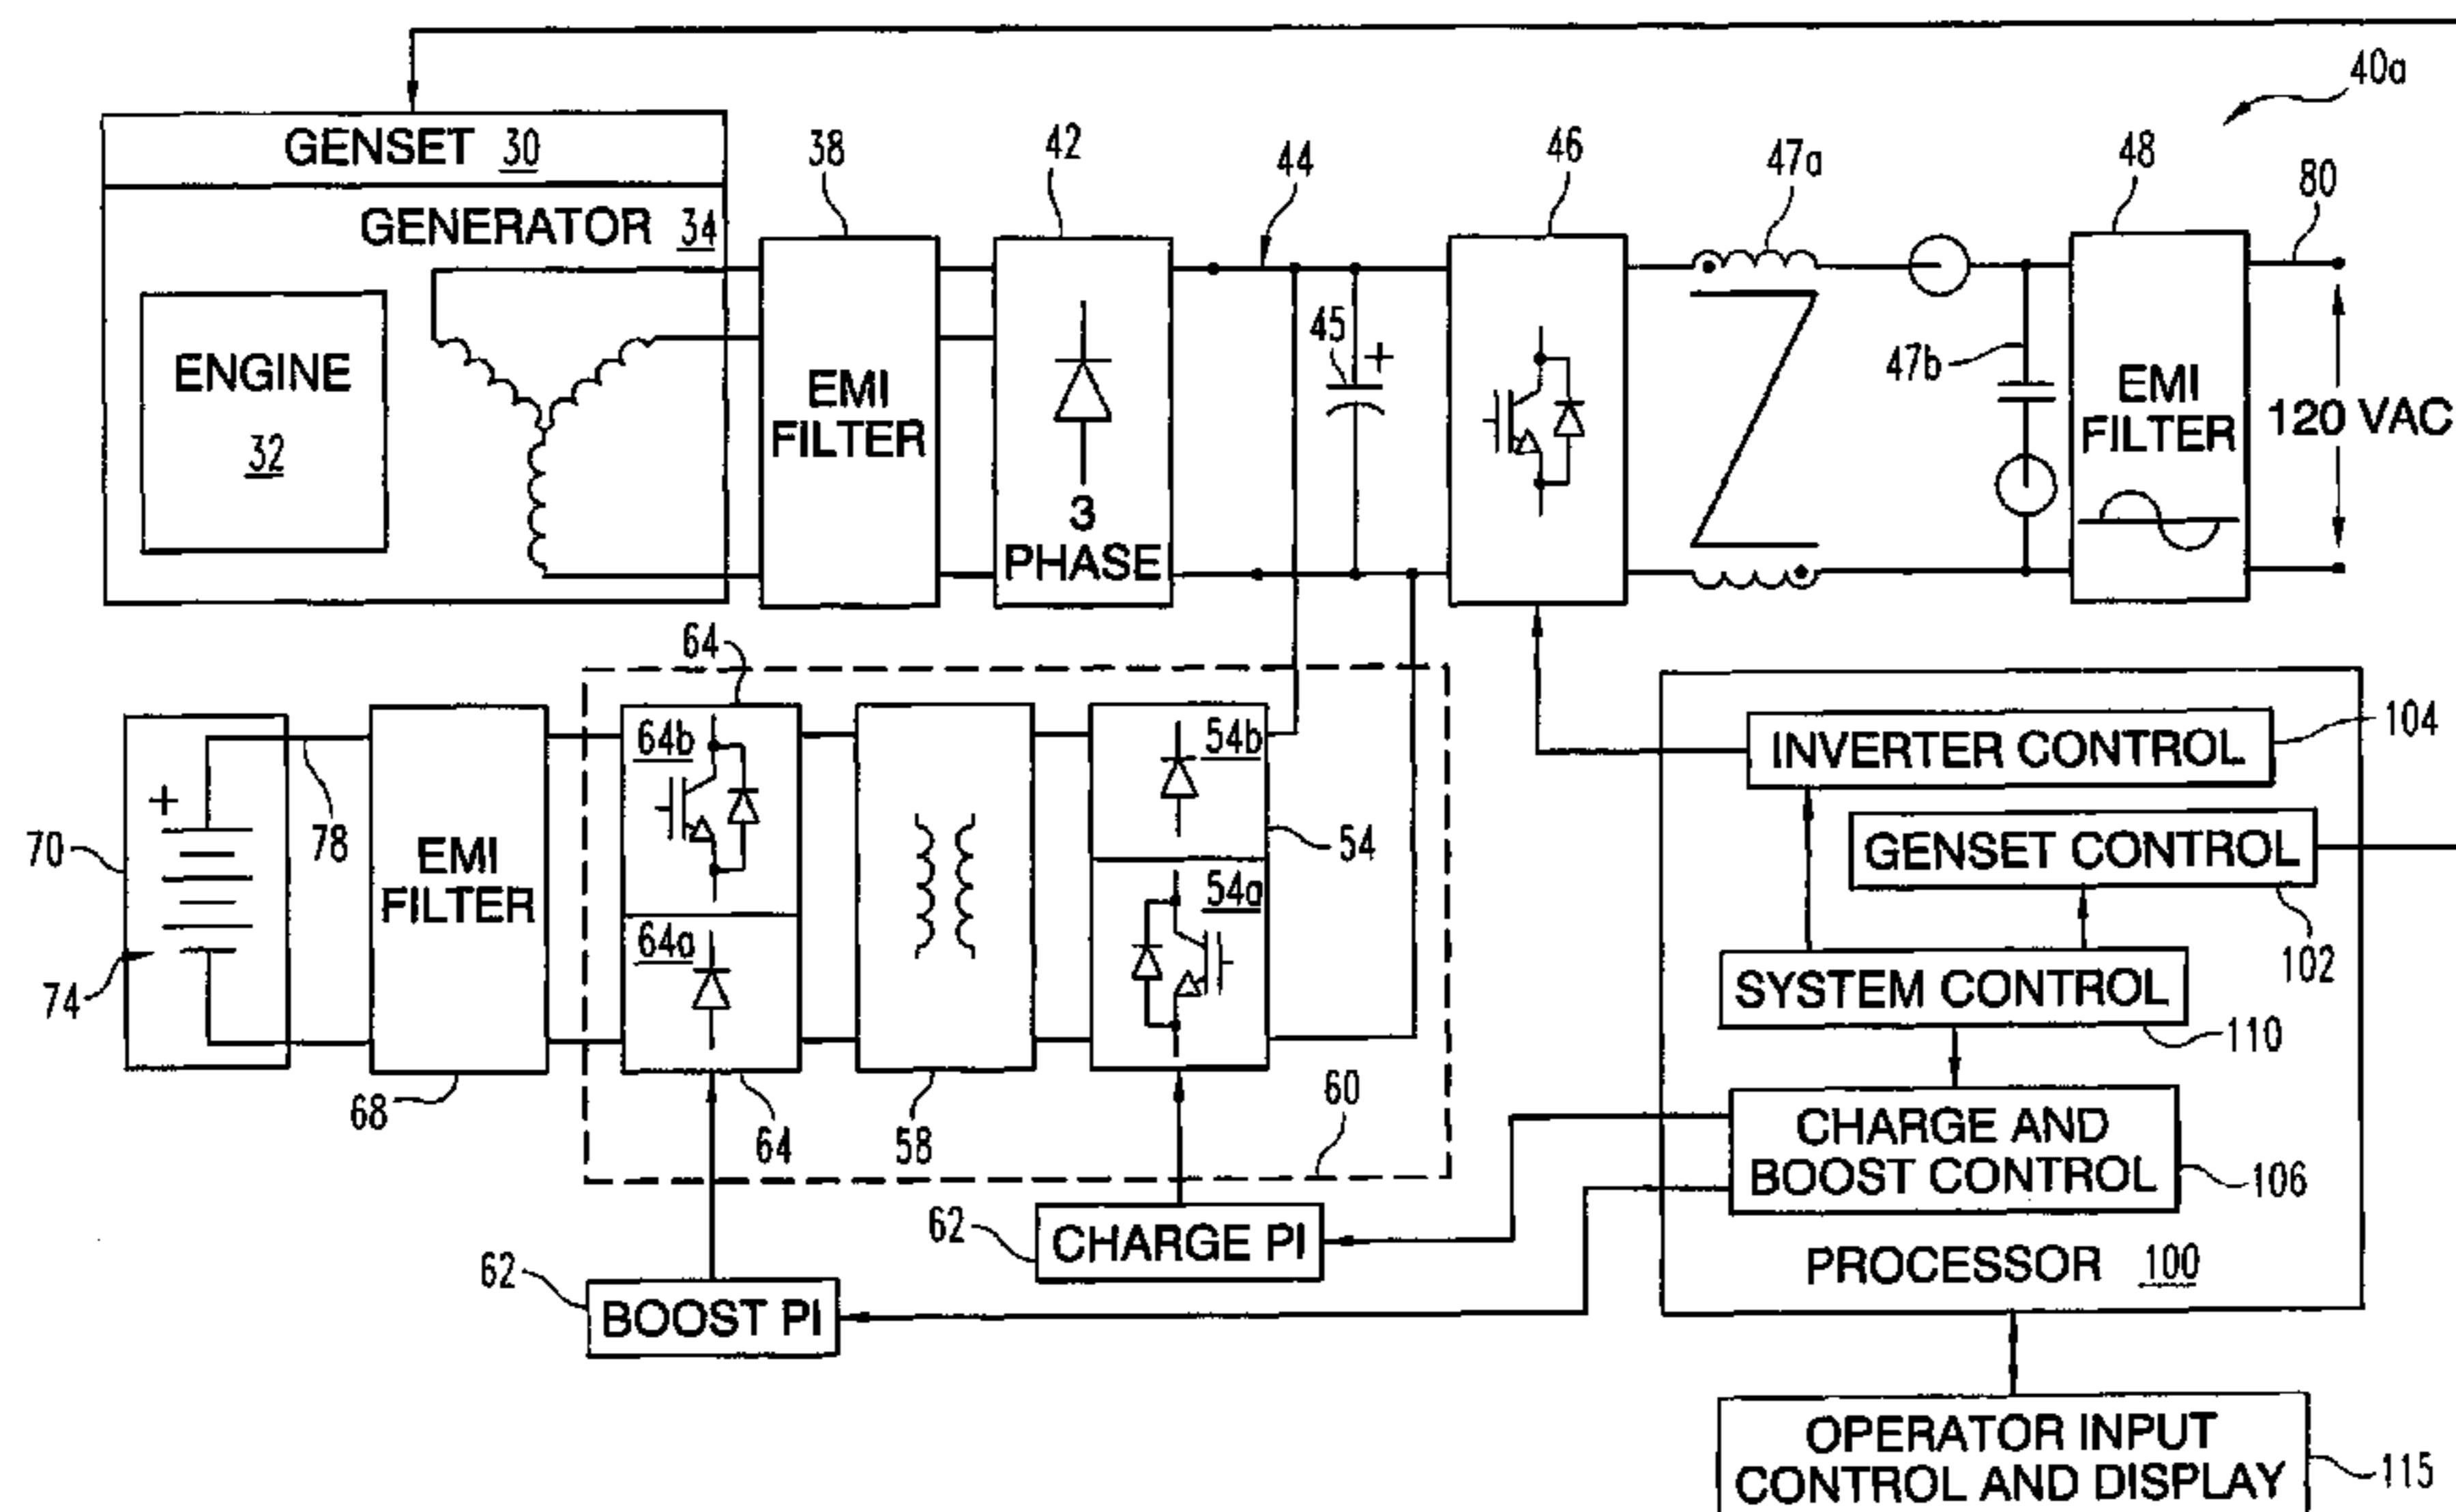 40a
GENSET 30
GENERATOR 34
ENGINE
32
38
EMI
FILTER
42
3
PHASE
44
45
+
46
47a
47b
48
EMI
FILTER
80
120 VAC
70
74
+
78
EMI
FILTER
68
64
64b
64a
64
58
54b
54a
54
60
62
CHARGE PI
62
BOOST PI
INVERTER CONTROL
104
GENSET CONTROL
102
SYSTEM CONTROL
110
CHARGE AND
BOOST CONTROL
106
PROCESSOR 100
OPERATOR INPUT
CONTROL AND DISPLAY
115